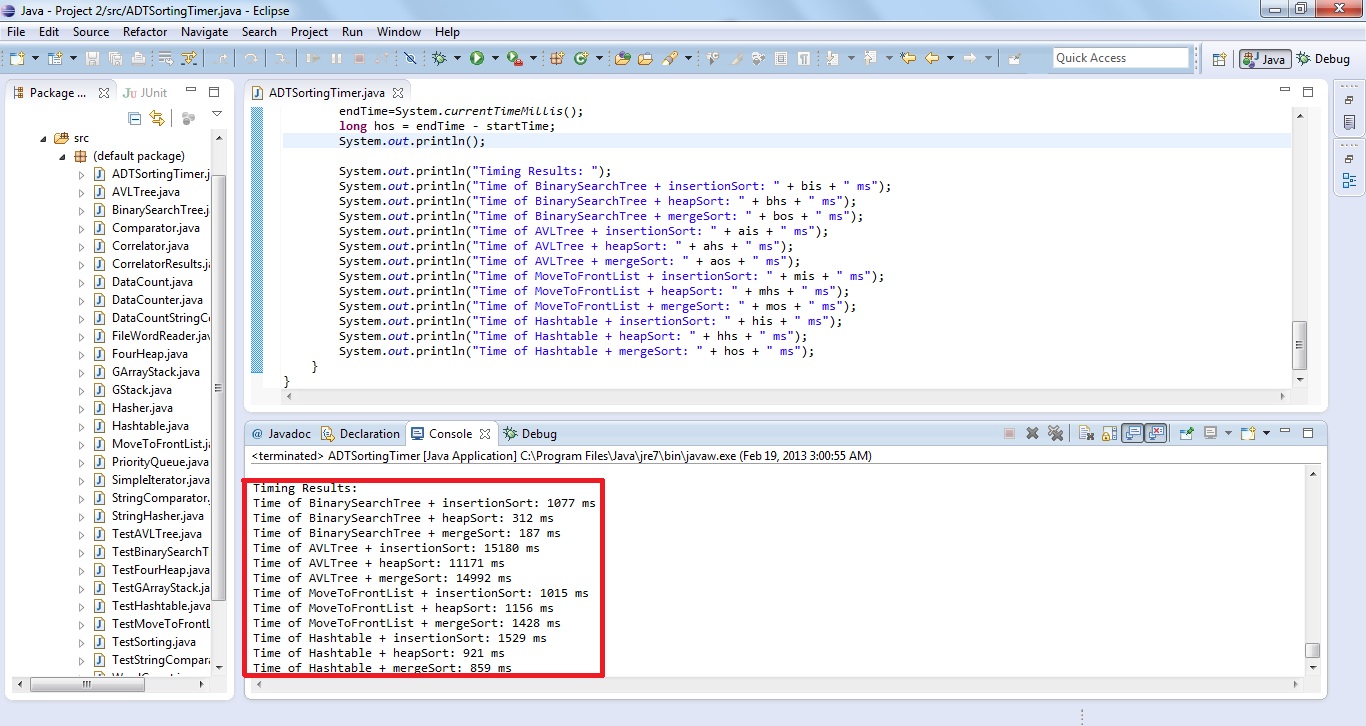 Java - Project 2/src/ADTSortingTimer.java - Eclipse
File Edit Source Refactor Navigate Search Project Run Window Help
Quick Access Java Debug
Package ... JUnit
src
(default package)
ADTSortingTimer.j
AVLTree.java
BinarySearchTree.j
Comparator.java
Correlator.java
CorrelatorResults.j
DataCount.java
DataCounter.java
DataCountStringC
FileWordReader.jav
FourHeap.java
GArrayStack.java
GStack.java
Hasher.java
Hashtable.java
MoveToFrontList.j
PriorityQueue.java
SimpleIterator.java
StringComparator.j
StringHasher.java
TestAVLTree.java
TestBinarySearchT
TestFourHeap.java
TestGArrayStack.ja
TestHashtable.java
TestMoveToFrontL
TestSorting.java
TestStringCompar
ADTSortingTimer.java
endTime=System.currentTimeMillis();
long hos = endTime - startTime;
System.out.println();
System.out.println("Timing Results: ");
System.out.println("Time of BinarySearchTree + insertionSort: " + bis + " ms");
System.out.println("Time of BinarySearchTree + heapSort: " + bhs + " ms");
System.out.println("Time of BinarySearchTree + mergeSort: " + bos + " ms");
System.out.println("Time of AVLTree + insertionSort: " + ais + " ms");
System.out.println("Time of AVLTree + heapSort: " + ahs + " ms");
System.out.println("Time of AVLTree + mergeSort: " + aos + " ms");
System.out.println("Time of MoveToFrontList + insertionSort: " + mis + " ms");
System.out.println("Time of MoveToFrontList + heapSort: " + mhs + " ms");
System.out.println("Time of MoveToFrontList + mergeSort: " + mos + " ms");
System.out.println("Time of Hashtable + insertionSort: " + his + " ms");
System.out.println("Time of Hashtable + heapSort: " + hhs + " ms");
System.out.println("Time of Hashtable + mergeSort: " + hos + " ms");
}
}
@ Javadoc Declaration Console Debug
<terminated> ADTSortingTimer [Java Application] C:\Program Files\Java\jre7\bin\javaw.exe (Feb 19, 2013 3:00:55 AM)
Timing Results:
Time of BinarySearchTree + insertionSort: 1077 ms
Time of BinarySearchTree + heapSort: 312 ms
Time of BinarySearchTree + mergeSort: 187 ms
Time of AVLTree + insertionSort: 15180 ms
Time of AVLTree + heapSort: 11171 ms
Time of AVLTree + mergeSort: 14992 ms
Time of MoveToFrontList + insertionSort: 1015 ms
Time of MoveToFrontList + heapSort: 1156 ms
Time of MoveToFrontList + mergeSort: 1428 ms
Time of Hashtable + insertionSort: 1529 ms
Time of Hashtable + heapSort: 921 ms
Time of Hashtable + mergeSort: 859 ms